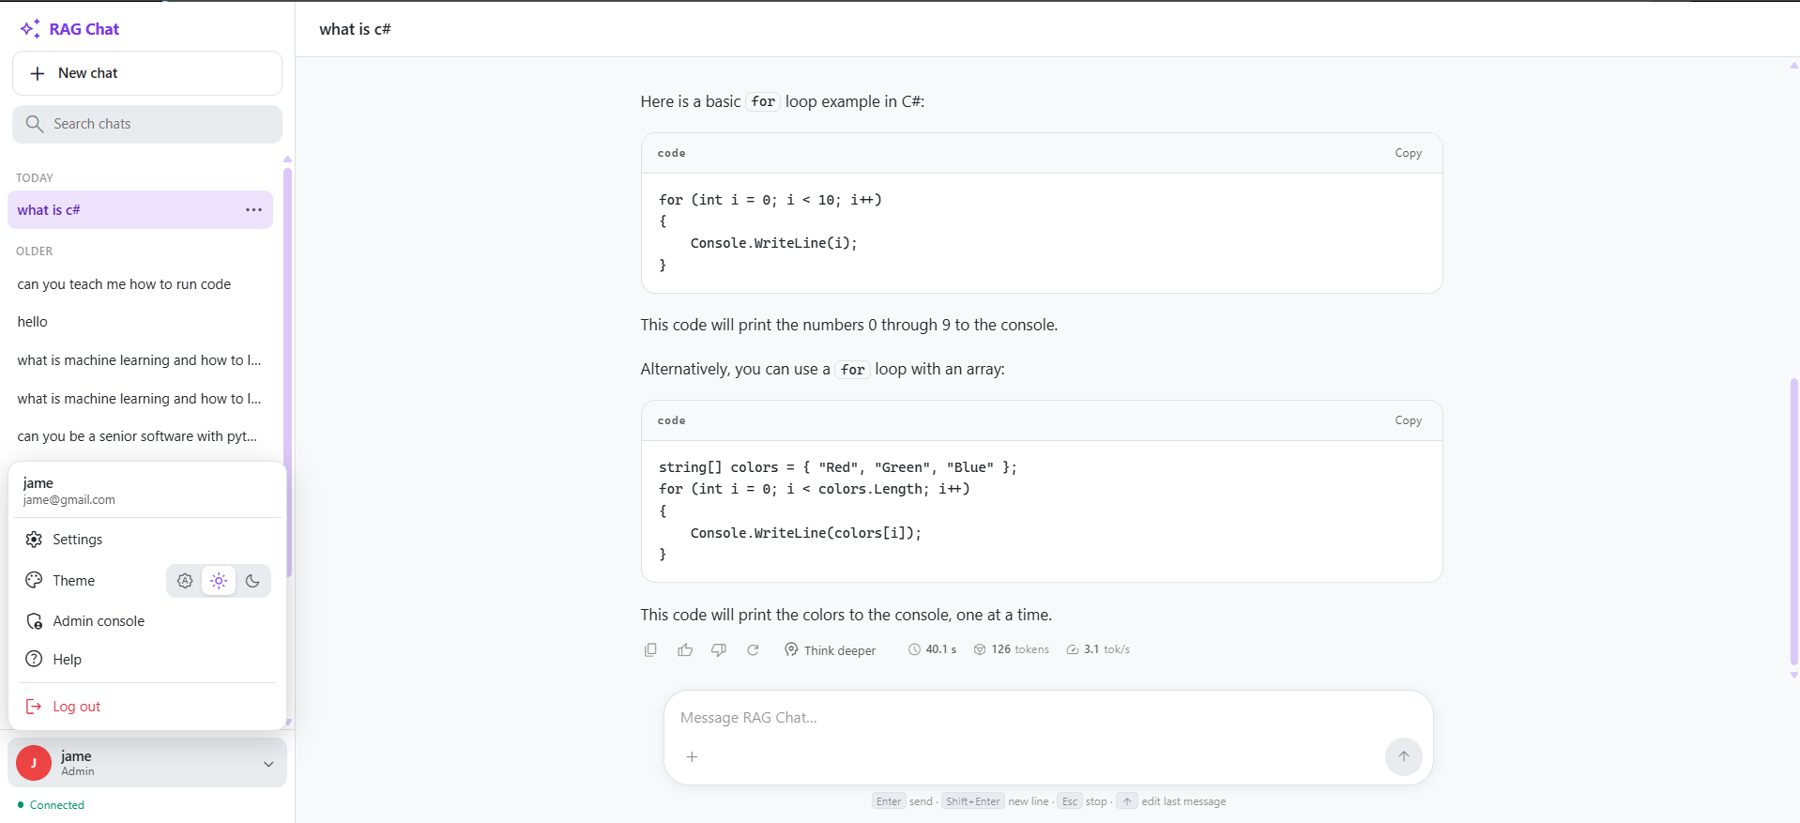 RAG Chat
New chat
Search chats
TODAY
what is c#
OLDER
can you teach me how to run code
hello
what is machine learning and how to l...
what is machine learning and how to l...
can you be a senior software with pyt...
jame
jame@gmail.com
Settings
Theme
Admin console
Help
Log out
J
jame
Admin
Connected
what is c#
Here is a basic for loop example in C#:
code Copy
for (int i = 0; i < 10; i++)
{
    Console.WriteLine(i);
}
This code will print the numbers 0 through 9 to the console.
Alternatively, you can use a for loop with an array:
code Copy
string[] colors = { "Red", "Green", "Blue" };
for (int i = 0; i < colors.Length; i++)
{
    Console.WriteLine(colors[i]);
}
This code will print the colors to the console, one at a time.
Think deeper 40.1 s 126 tokens 3.1 tok/s
Message RAG Chat...
Enter send · Shift+Enter new line · Esc stop · ↑ edit last message